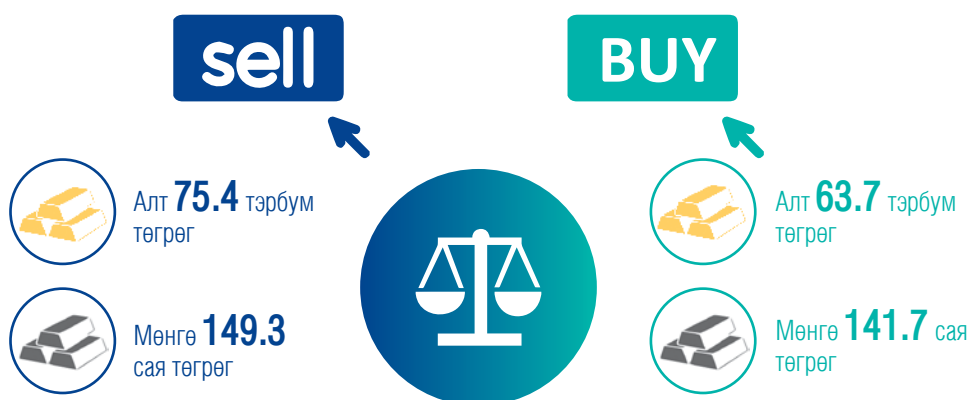 sell
Алт 75.4 тэрбум
төгрөг
Мөнгө 149.3
сая төгрөг
BUY
Алт 63.7 тэрбум
төгрөг
Мөнгө 141.7 сая
төгрөг